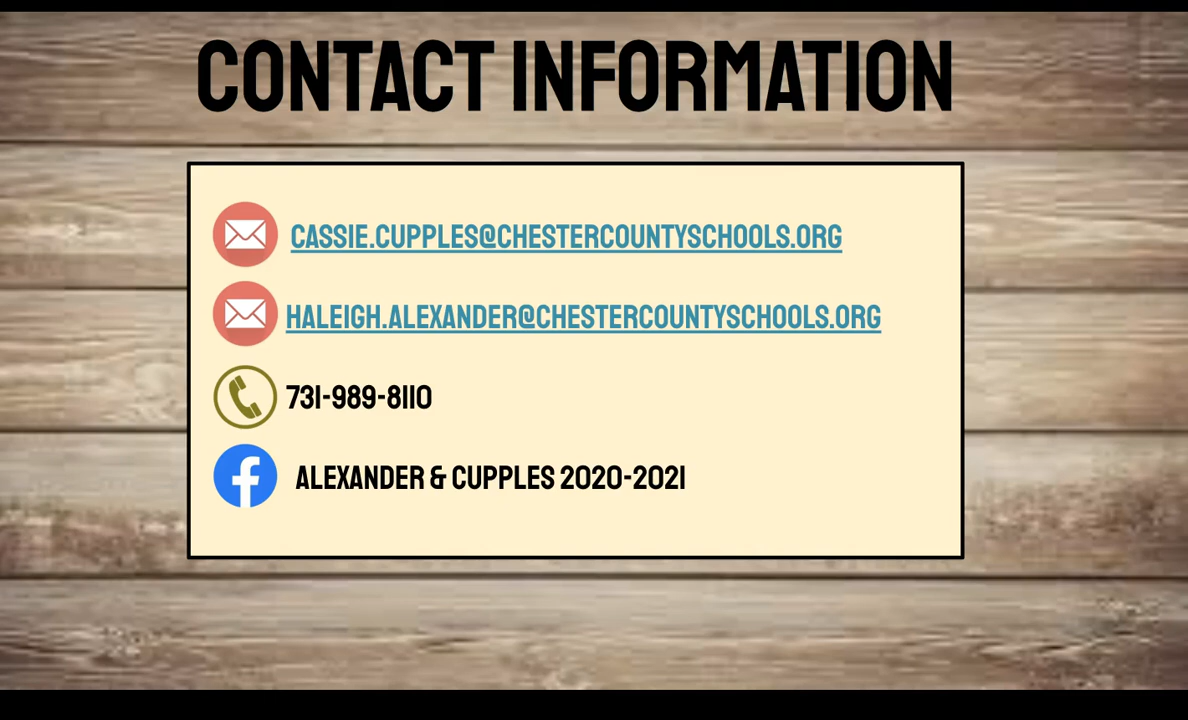 CONTACT INFORMATION
CASSIE.CUPPLES@CHESTERCOUNTYSCHOOLS.ORG
HALEIGH.ALEXANDER@CHESTERCOUNTYSCHOOLS.ORG
731-989-8110
ALEXANDER & CUPPLES 2020-2021